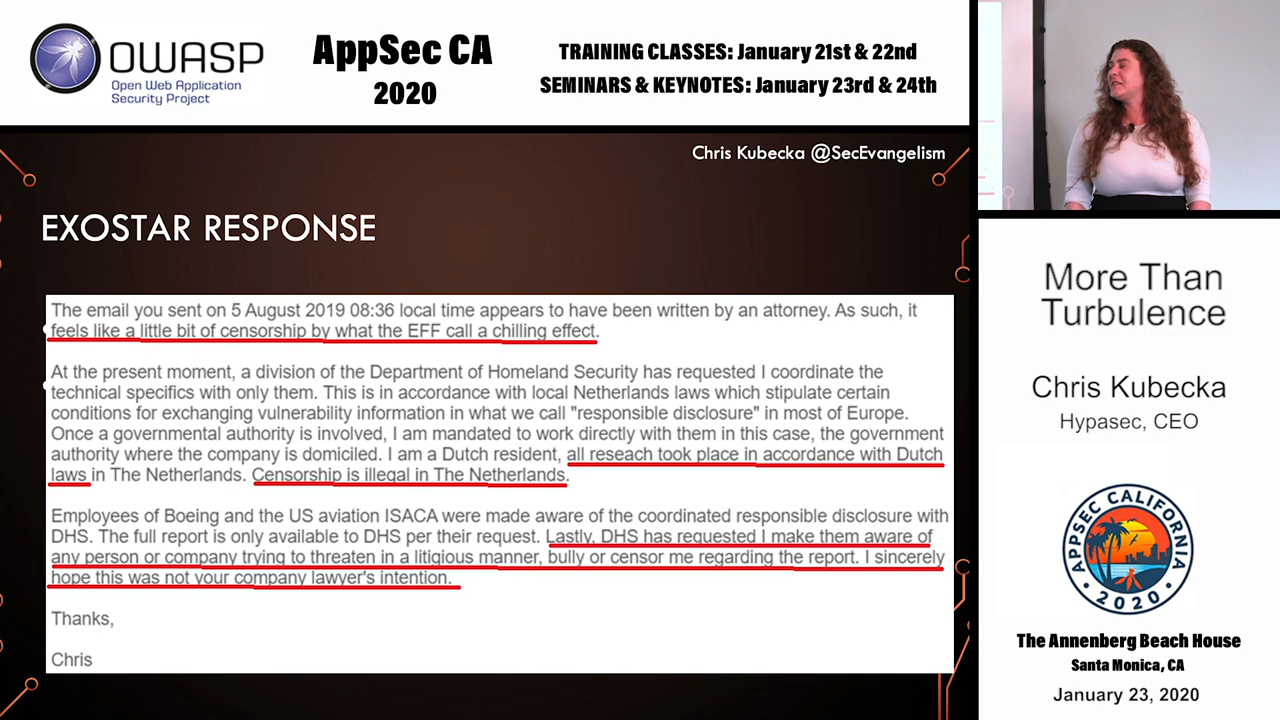 OWASP
Open Web Application
Security Project
AppSec CA
2020
TRAINING CLASSES: January 21st & 22nd
SEMINARS & KEYNOTES: January 23rd & 24th
Chris Kubecka @SecEvangelism
EXOSTAR RESPONSE
The email you sent on 5 August 2019 08:36 local time appears to have been written by an attorney. As such, it
feels like a little bit of censorship by what the EFF call a chilling effect.
At the present moment, a division of the Department of Homeland Security has requested I coordinate the
technical specifics with only them. This is in accordance with local Netherlands laws which stipulate certain
conditions for exchanging vulnerability information in what we call "responsible disclosure" in most of Europe.
Once a governmental authority is involved, I am mandated to work directly with them in this case, the government
authority where the company is domiciled. I am a Dutch resident, all reseach took place in accordance with Dutch
laws in The Netherlands. Censorship is illegal in The Netherlands.
Employees of Boeing and the US aviation ISACA were made aware of the coordinated responsible disclosure with
DHS. The full report is only available to DHS per their request. Lastly, DHS has requested I make them aware of
any person or company trying to threaten in a litigious manner, bully or censor me regarding the report. I sincerely
hope this was not your company lawyer's intention.
Thanks,
Chris
More Than
Turbulence
Chris Kubecka
Hypasec, CEO
APPSEC CALIFORNIA
2020
The Annenberg Beach House
Santa Monica, CA
January 23, 2020